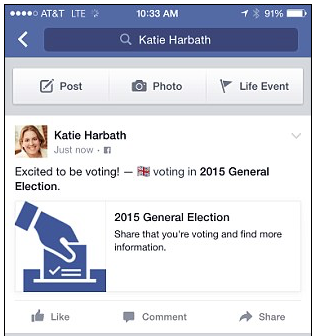 AT&T LTE 10:33 AM 91%
Katie Harbath
Post Photo Life Event
Katie Harbath
Just now ·
Excited to be voting! — 🇬🇧 voting in 2015 General
Election.
2015 General Election
Share that you're voting and find more
information.
Like Comment Share